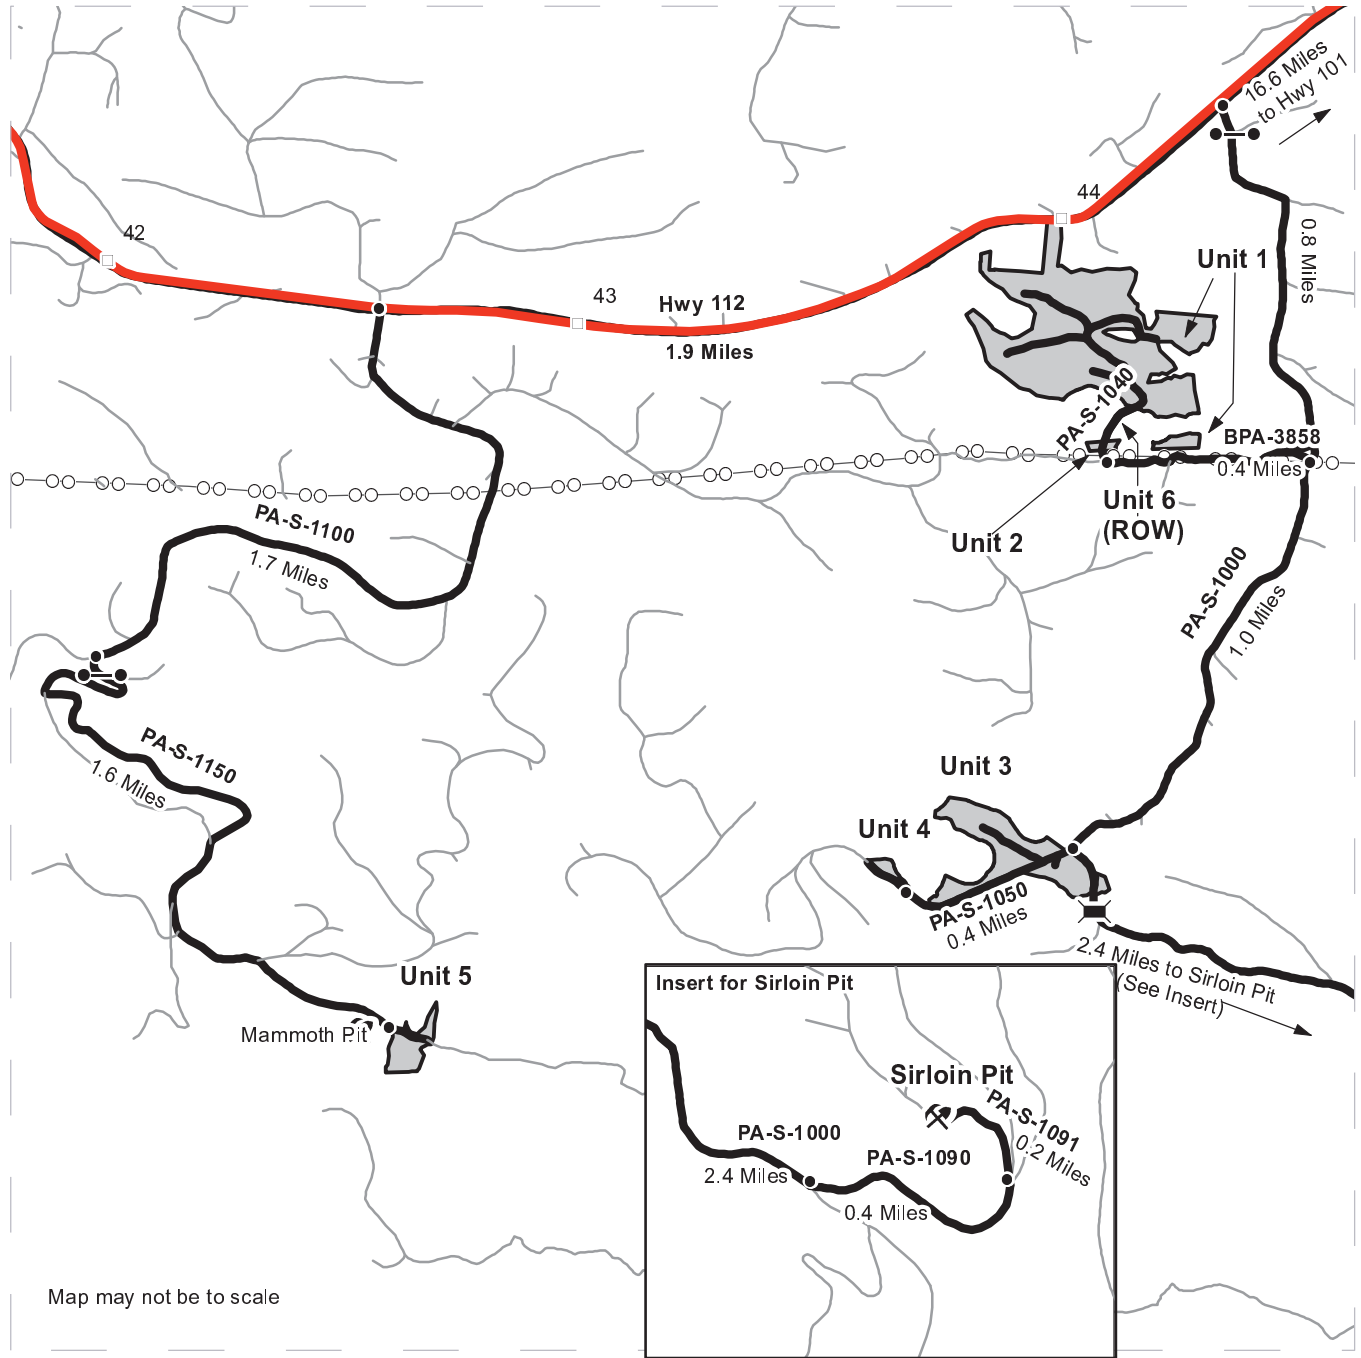 16.6 Miles
to Hwy 101
44
42
Unit 1
0.8 Miles
43
Hwy 112
1.9 Miles
PA-S-1040
BPA-3858
0.4 Miles
Unit 6
(ROW)
Unit 2
PA-S-1100
1.7 Miles
PA-S-1000
1.0 Miles
PA-S-1150
1.6 Miles
Unit 3
Unit 4
PA-S-1050
0.4 Miles
2.4 Miles to Sirloin Pit
(See Insert)
Unit 5
Mammoth Pit
Insert for Sirloin Pit
Sirloin Pit
PA-S-1091
0.2 Miles
PA-S-1000
2.4 Miles
PA-S-1090
0.4 Miles
Map may not be to scale